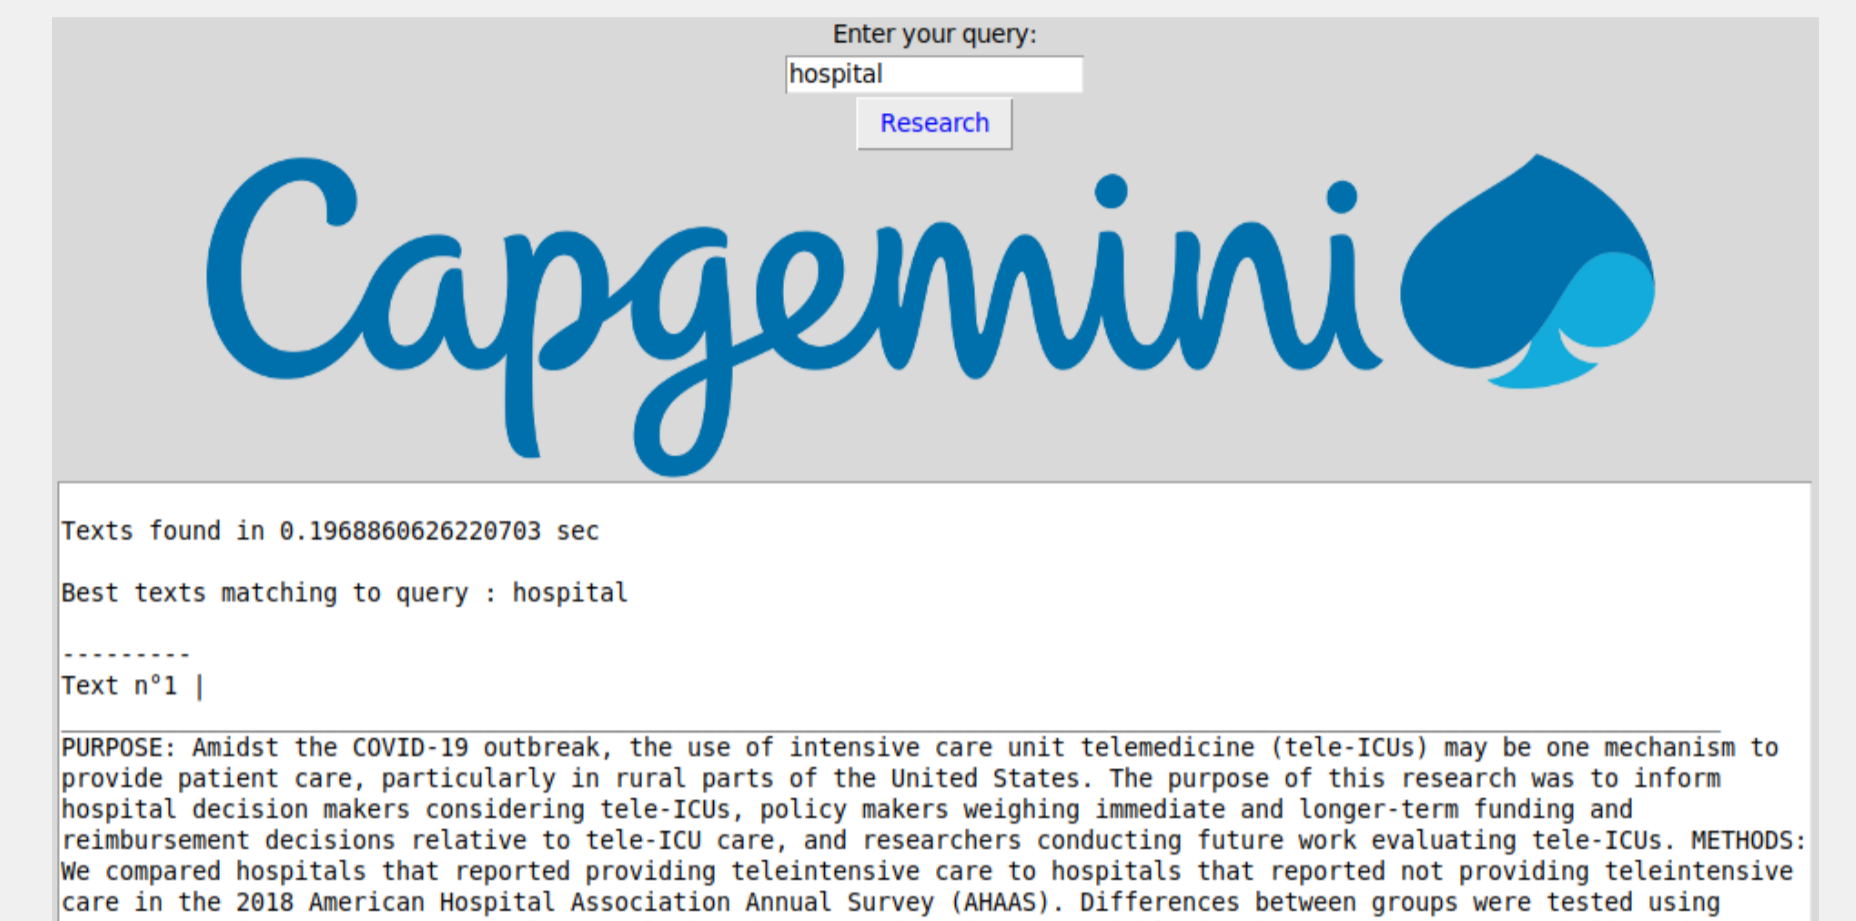 Enter your query:
hospital
Research
Capgemini
Texts found in 0.1968860626220703 sec
Best texts matching to query : hospital
---------
Text n°1 |
PURPOSE: Amidst the COVID-19 outbreak, the use of intensive care unit telemedicine (tele-ICUs) may be one mechanism to
provide patient care, particularly in rural parts of the United States. The purpose of this research was to inform
hospital decision makers considering tele-ICUs, policy makers weighing immediate and longer-term funding and
reimbursement decisions relative to tele-ICU care, and researchers conducting future work evaluating tele-ICUs. METHODS:
We compared hospitals that reported providing teleintensive care to hospitals that reported not providing teleintensive
care in the 2018 American Hospital Association Annual Survey (AHAAS). Differences between groups were tested using